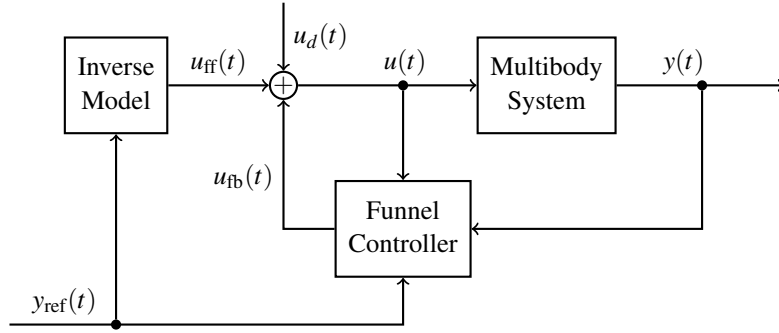 u_d(t)
Inverse
Model
u_ff(t)
+
u(t)
Multibody
System
y(t)
u_fb(t)
Funnel
Controller
y_ref(t)